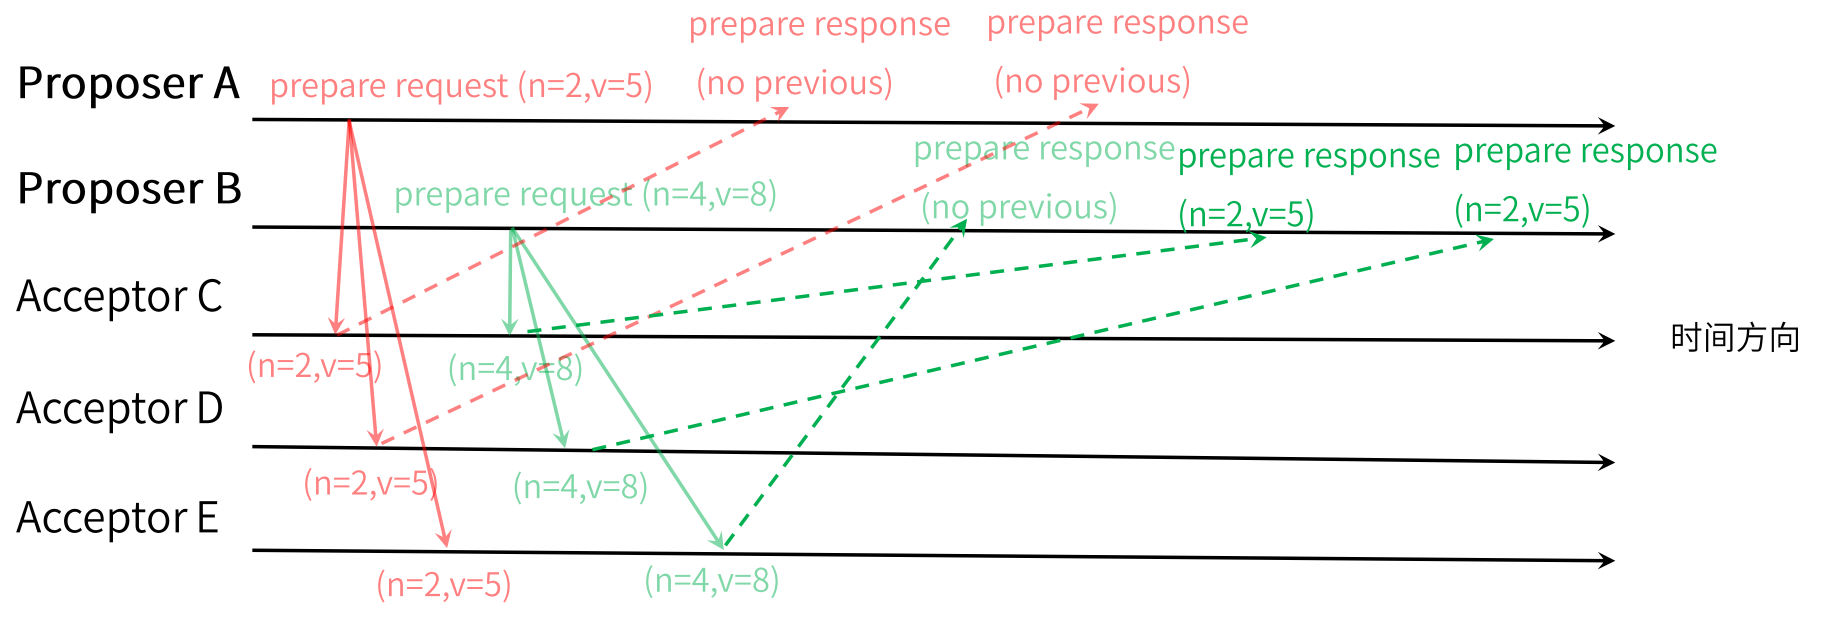 prepare response
prepare response
Proposer A
prepare request (n=2,v=5)
(no previous)
(no previous)
prepare response
prepare response
prepare response
Proposer B
prepare request (n=4,v=8)
(no previous)
(n=2,v=5)
(n=2,v=5)
Acceptor C
时间方向
(n=2,v=5)
(n=4,v=8)
Acceptor D
(n=2,v=5)
(n=4,v=8)
Acceptor E
(n=2,v=5)
(n=4,v=8)